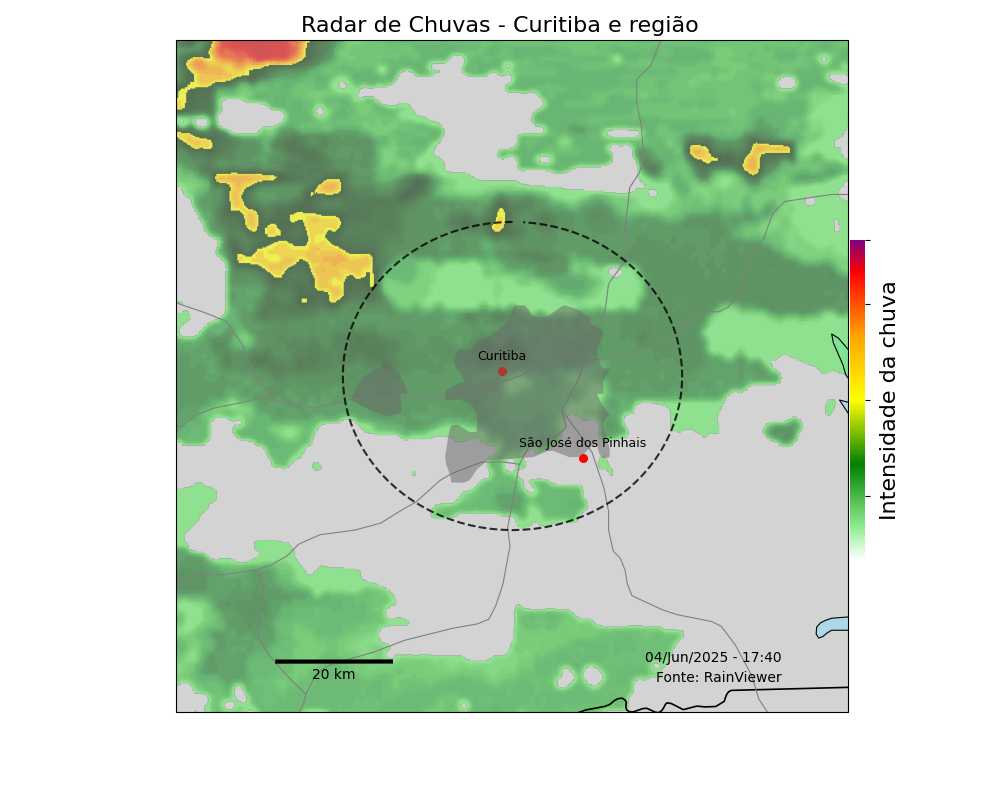 Radar de Chuvas - Curitiba e região
Curitiba
São José dos Pinhais
Intensidade da chuva
04/Jun/2025 - 17:40
Fonte: RainViewer
20 km